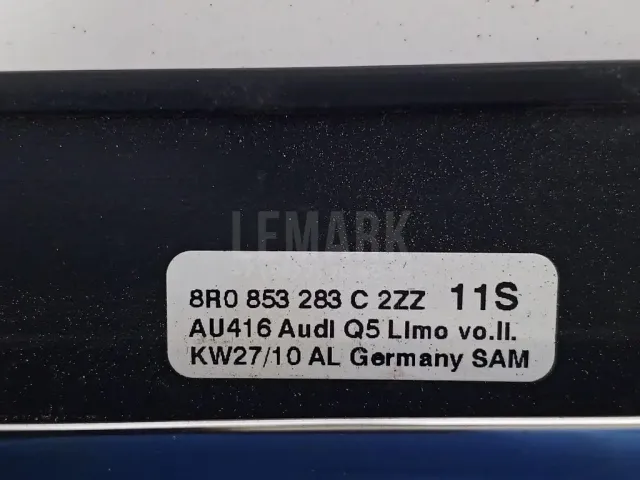 LEMARK
8R0 853 283 C 2ZZ 11S
AU416 Audi Q5 Limo vo.li.
KW27/10 AL Germany SAM